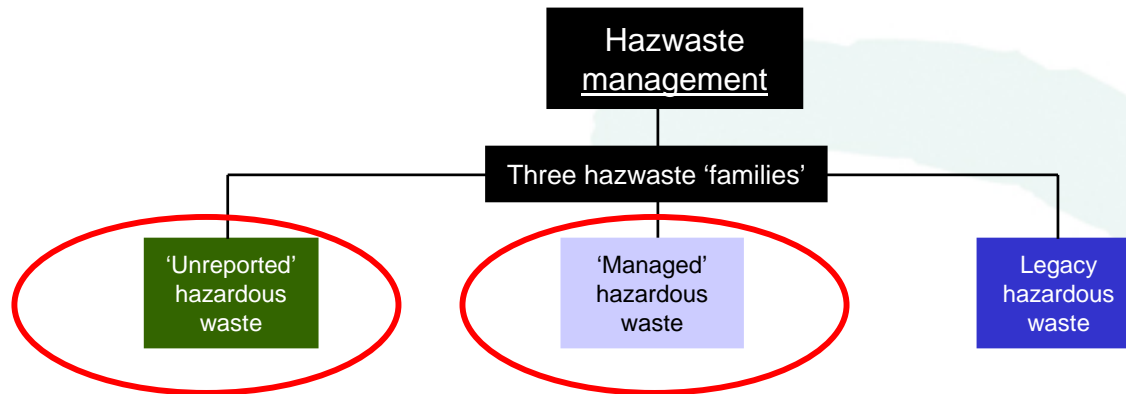 Hazwaste
management
Three hazwaste ‘families’
‘Unreported’
hazardous
waste
‘Managed’
hazardous
waste
Legacy
hazardous
waste